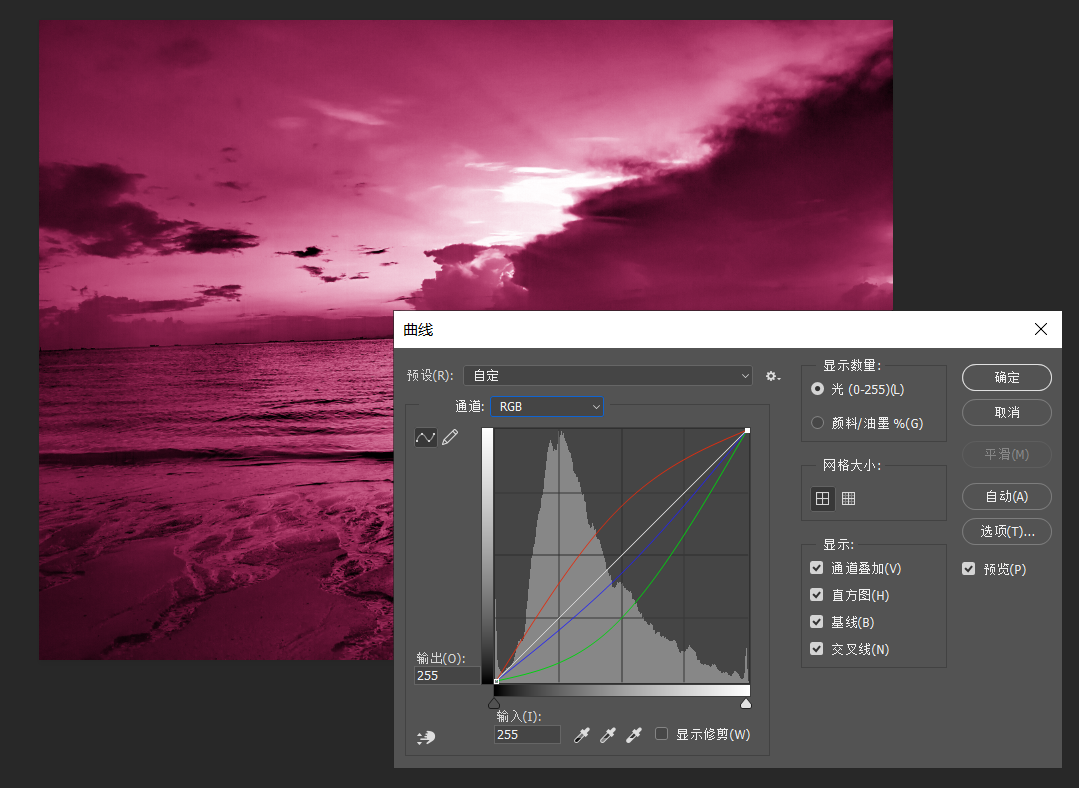 曲线
预设(R): 自定
通道: RGB
输出(O):
255
输入(I):
255
显示修剪(W)
显示数量:
光 (0-255)(L)
颜料/油墨 %(G)
网格大小:
显示:
通道叠加(V)
直方图(H)
基线(B)
交叉线(N)
确定
取消
平滑(M)
自动(A)
选项(T)...
预览(P)